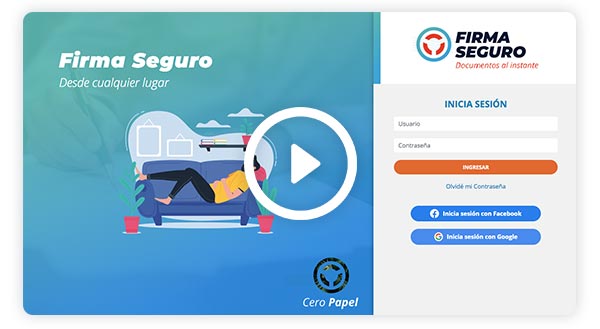 Firma Seguro
Desde cualquier lugar
Cero Papel
FIRMA
SEGURO
Documentos al instante
INICIA SESIÓN
Usuario
Contraseña
INGRESAR
Olvidé mi Contraseña
Inicia sesión con Facebook
Inicia sesión con Google